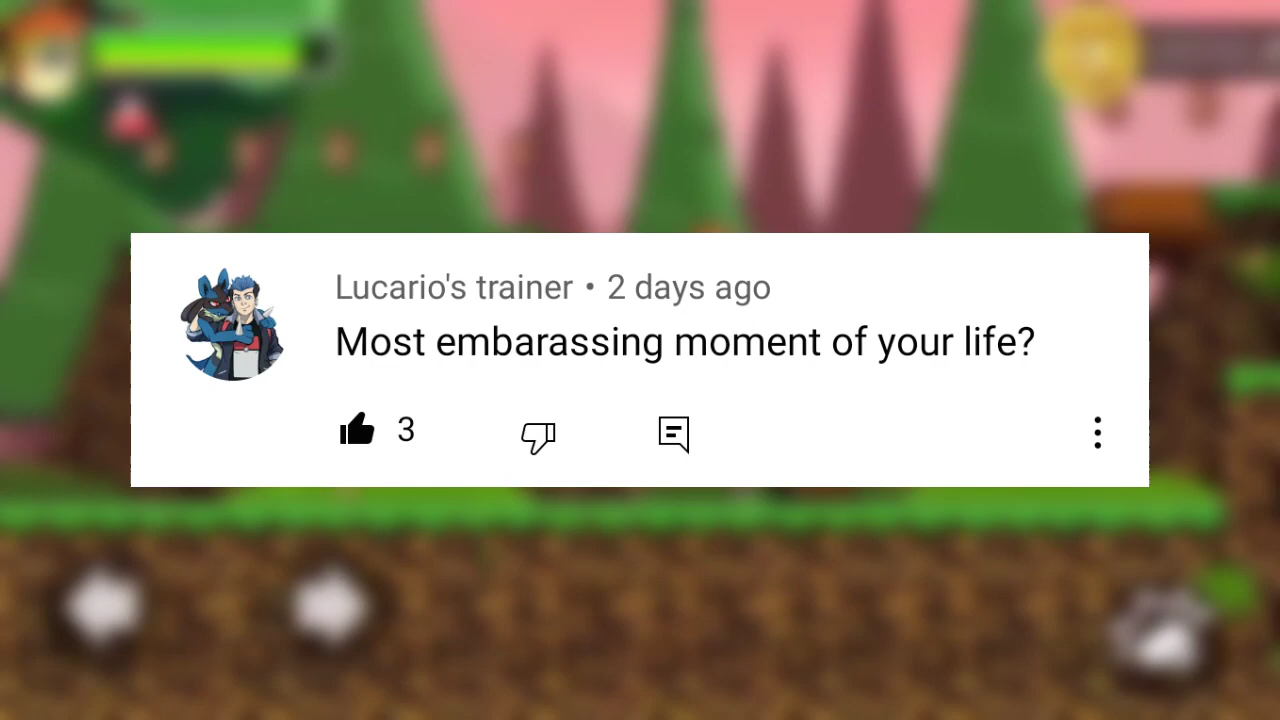 Lucario's trainer • 2 days ago
Most embarassing moment of your life?
3